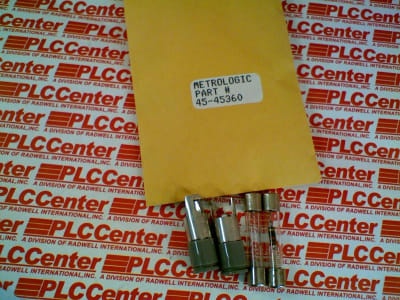 METROLOGIC
PART #
45-45360
PLCCenter
A DIVISION OF RADWELL INTERNATIONAL, INC.